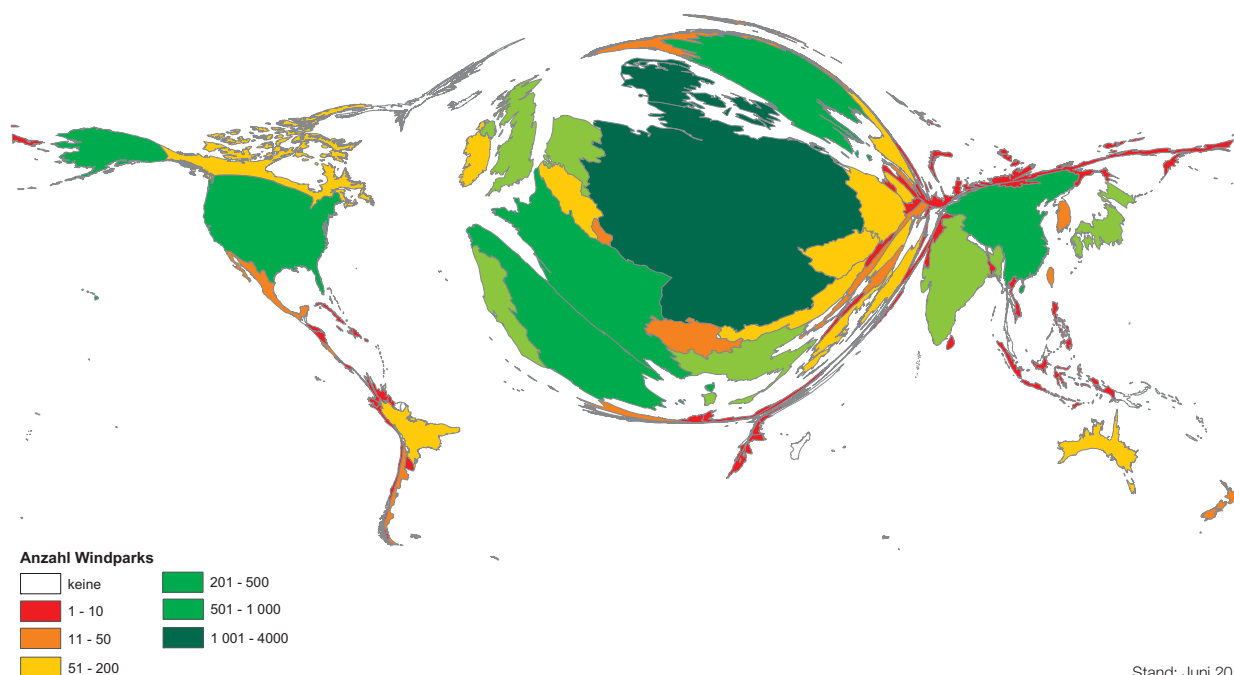 Anzahl Windparks
keine
1 - 10
11 - 50
51 - 200
201 - 500
501 - 1 000
1 001 - 4000
Stand: Juni 20